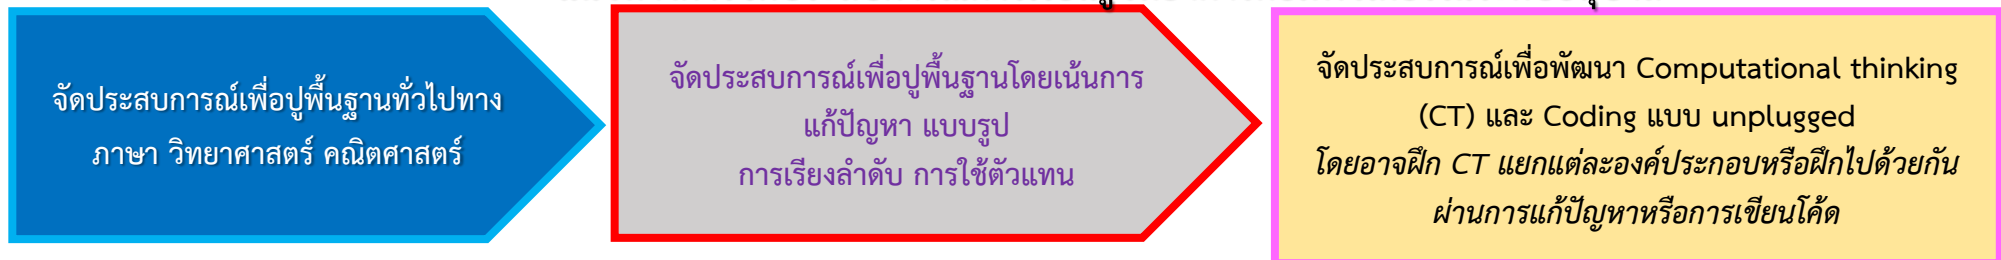 จัดประสบการณ์เพื่อปูพื้นฐานทั่วไปทาง
ภาษา วิทยาศาสตร์ คณิตศาสตร์
จัดประสบการณ์เพื่อปูพื้นฐานโดยเน้นการ
แก้ปัญหา แบบรูป
การเรียงลำดับ การใช้ตัวแทน
จัดประสบการณ์เพื่อพัฒนา Computational thinking
(CT) และ Coding แบบ unplugged
โดยอาจฝึก CT แยกแต่ละองค์ประกอบหรือฝึกไปด้วยกัน
ผ่านการแก้ปัญหาหรือการเขียนโค้ด